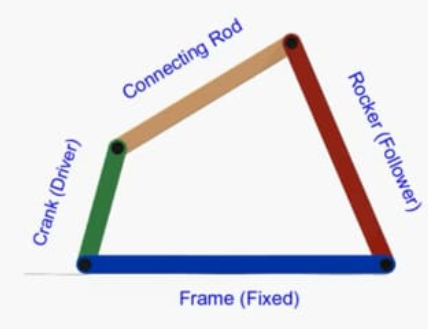 Connecting Rod
Crank (Driver)
Rocker (Follower)
Frame (Fixed)